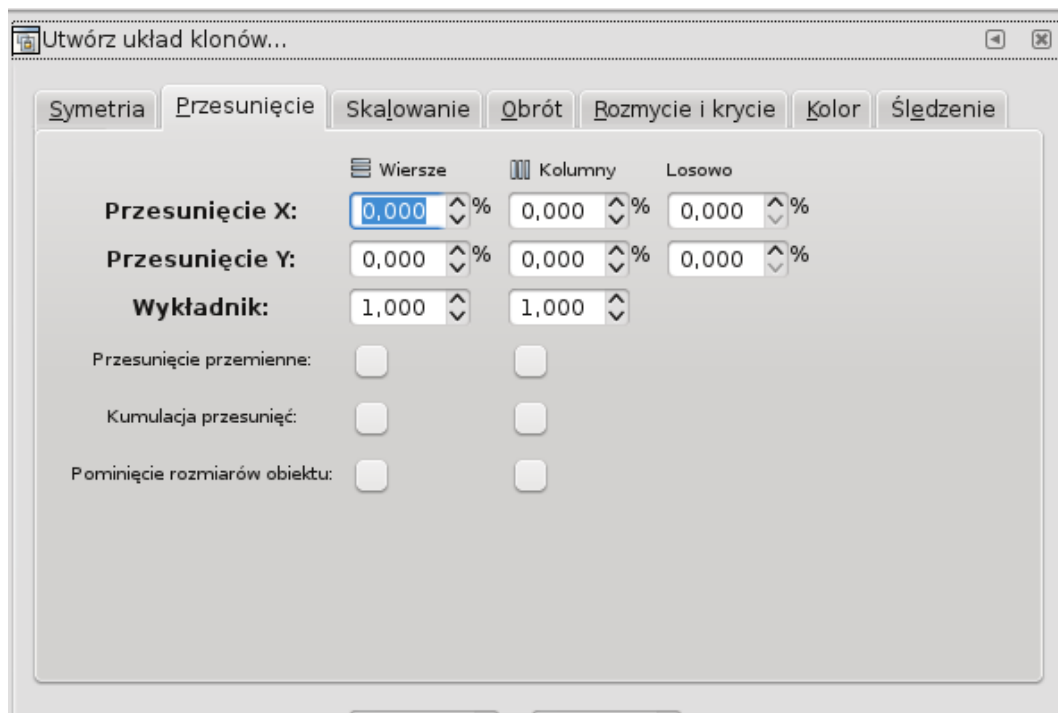 Utwórz układ klonów...
Symetria Przesunięcie Skalowanie Obrót Rozmycie i krycie Kolor Śledzenie
Wiersze Kolumny Losowo
Przesunięcie X: 0,000 % 0,000 % 0,000 %
Przesunięcie Y: 0,000 % 0,000 % 0,000 %
Wykładnik: 1,000 1,000
Przesunięcie przemienne:
Kumulacja przesunięć:
Pominięcie rozmiarów obiektu: